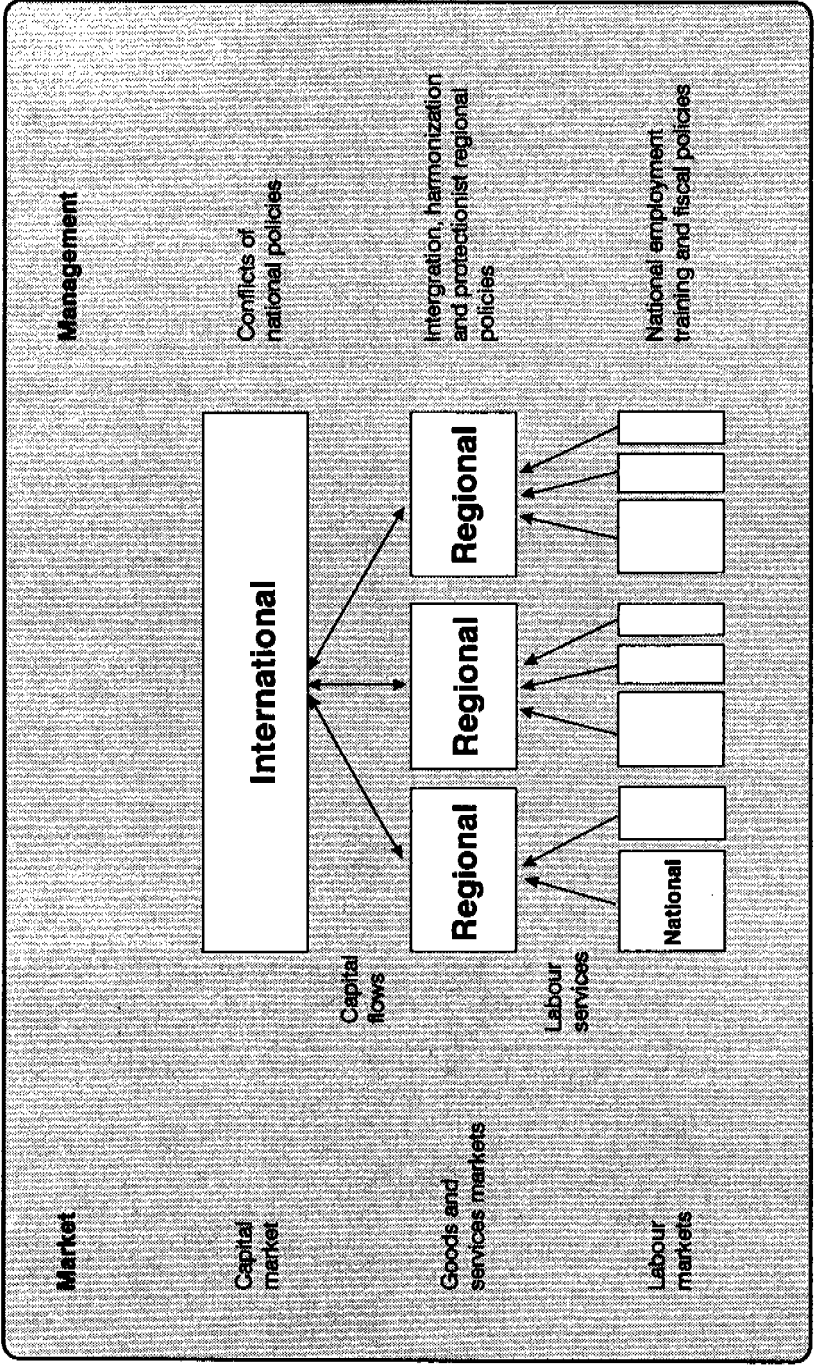 Market
Management
Capital
market
International
Conflicts of
national policies
Capital
flows
Goods and
services markets
Regional
Regional
Regional
Intergration, harmonization
and protectionist regional
policies
Labour
services
Labour
markets
National
National employment
training and fiscal policies